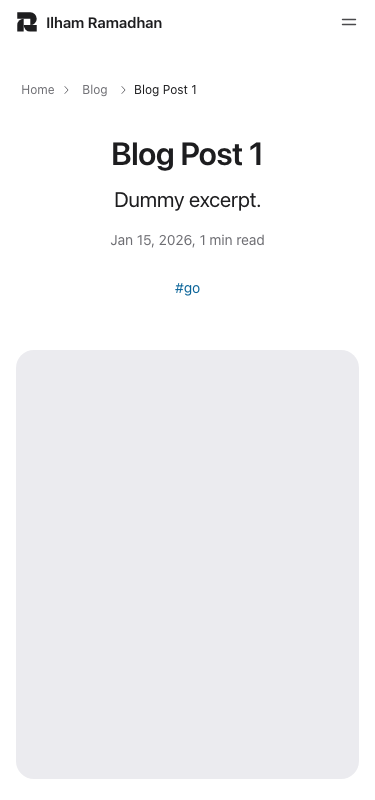 Ilham Ramadhan
Home > Blog > Blog Post 1
Blog Post 1
Dummy excerpt.
Jan 15, 2026, 1 min read
#go